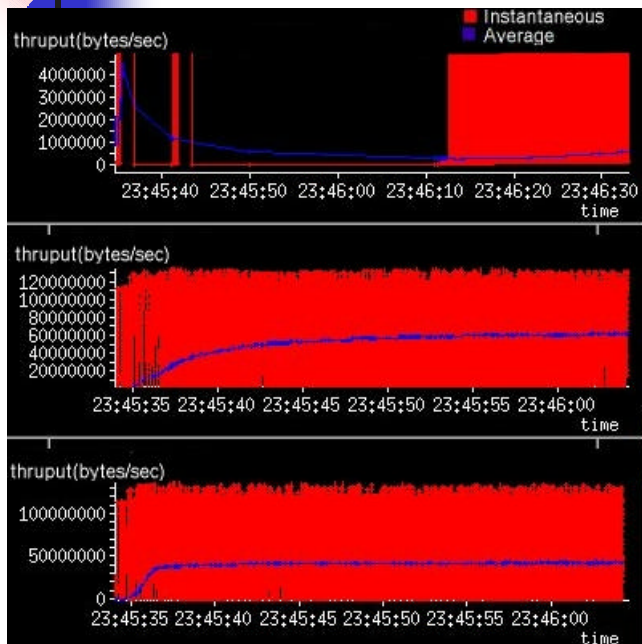 Instantaneous
thruput(bytes/sec)
Average
4000000
3000000
2000000
1000000
0
23:45:40 23:45:50 23:46:00 23:46:10 23:46:20 23:46:30
time
thruput(bytes/sec)
120000000
100000000
80000000
60000000
40000000
20000000
23:45:35 23:45:40 23:45:45 23:45:50 23:45:55 23:46:00
time
thruput(bytes/sec)
100000000
50000000
0
23:45:35 23:45:40 23:45:45 23:45:50 23:45:55 23:46:00
time